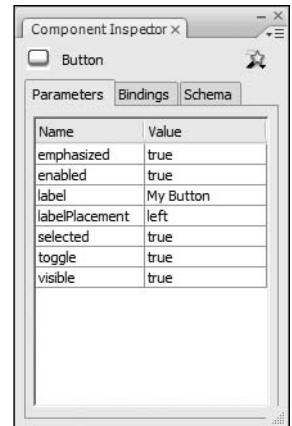 Component Inspector ×
Button
Parameters Bindings Schema
Name Value
emphasized true
enabled true
label My Button
labelPlacement left
selected true
toggle true
visible true